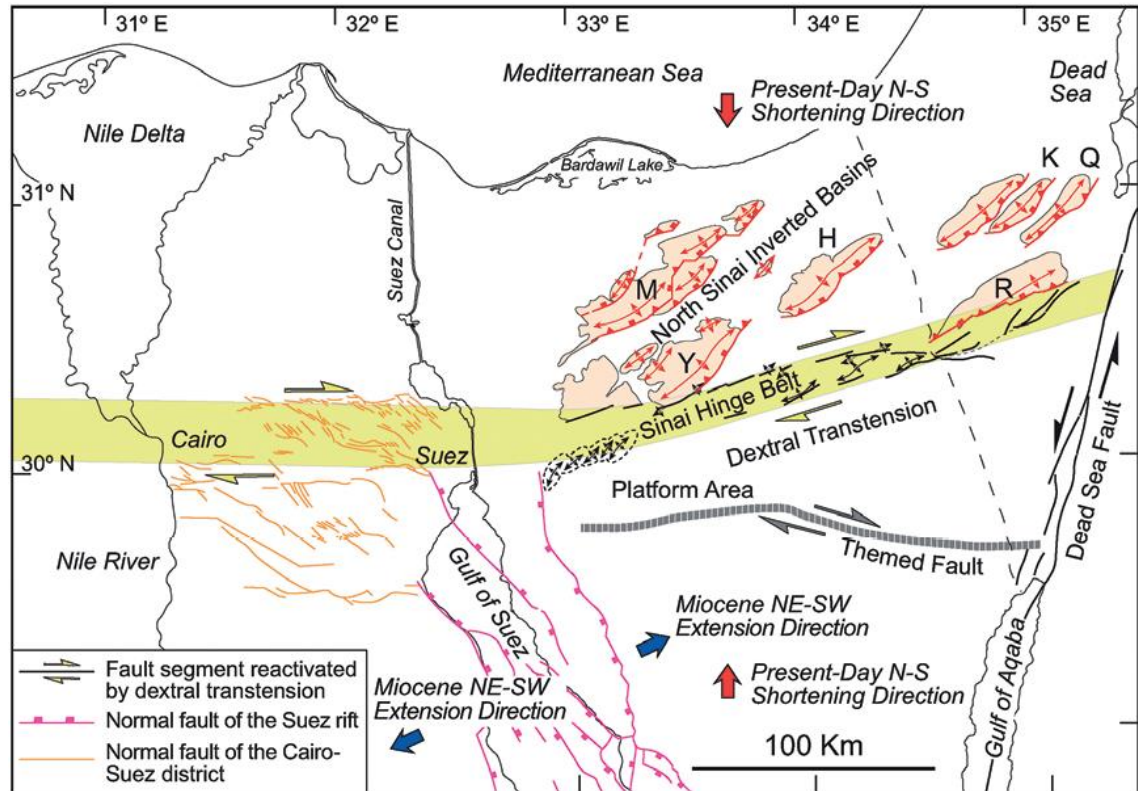 31º E
32º E
33º E
34º E
35º E
Mediterranean Sea
Dead
Sea
Present-Day N-S
Shortening Direction
Nile Delta
Bardawil Lake
K
Q
31º N
Suez Canal
North Sinai Inverted Basins
H
M
R
Y
Sinai Hinge Belt
Cairo
Suez
Dextral Transtension
30º N
Platform Area
Dead Sea Fault
Nile River
Themed Fault
Gulf of Suez
Miocene NE-SW
Extension Direction
Present-Day N-S
Shortening Direction
Gulf of Aqaba
Fault segment reactivated
by dextral transtension
Normal fault of the Suez rift
Normal fault of the Cairo-
Suez district
Miocene NE-SW
Extension Direction
100 Km